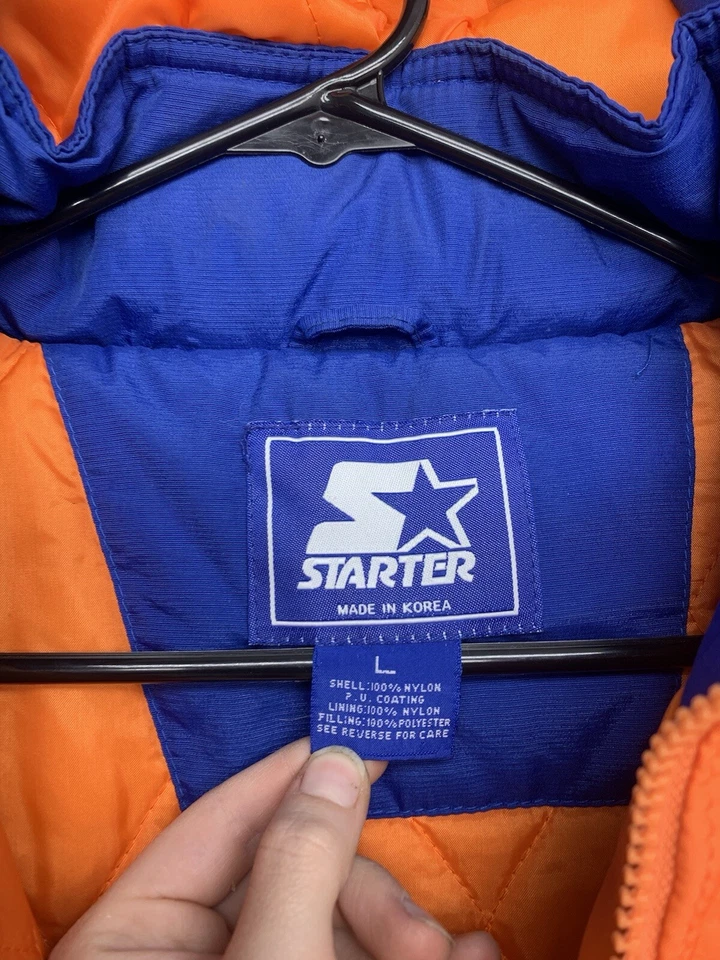 STARTER
MADE IN KOREA
L
SHELL:100% NYLON
P.U. COATING
LINING:100% NYLON
FILLING:100% POLYESTER
SEE REVERSE FOR CARE